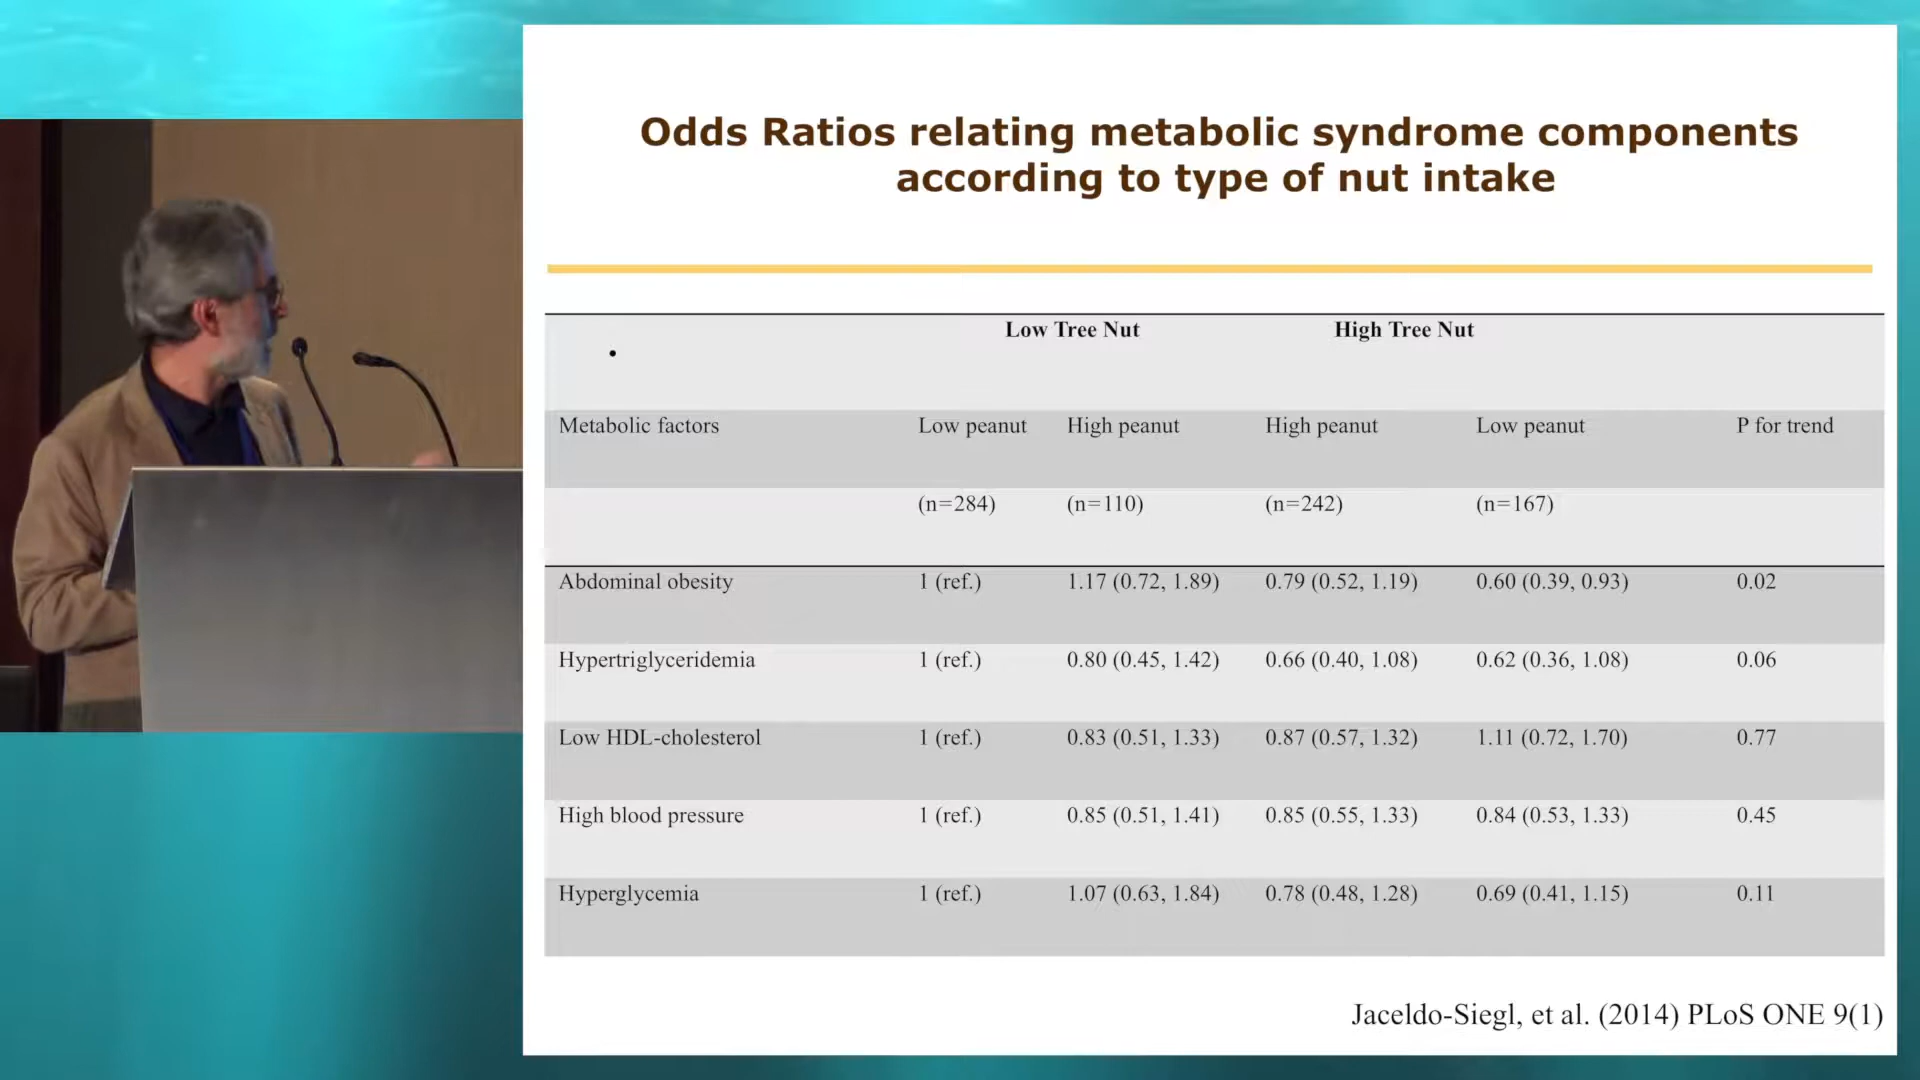 Odds Ratios relating metabolic syndrome components
according to type of nut intake
• Low Tree Nut High Tree Nut
Metabolic factors Low peanut High peanut High peanut Low peanut P for trend
(n=284) (n=110) (n=242) (n=167)
Abdominal obesity 1 (ref.) 1.17 (0.72, 1.89) 0.79 (0.52, 1.19) 0.60 (0.39, 0.93) 0.02
Hypertriglyceridemia 1 (ref.) 0.80 (0.45, 1.42) 0.66 (0.40, 1.08) 0.62 (0.36, 1.08) 0.06
Low HDL-cholesterol 1 (ref.) 0.83 (0.51, 1.33) 0.87 (0.57, 1.32) 1.11 (0.72, 1.70) 0.77
High blood pressure 1 (ref.) 0.85 (0.51, 1.41) 0.85 (0.55, 1.33) 0.84 (0.53, 1.33) 0.45
Hyperglycemia 1 (ref.) 1.07 (0.63, 1.84) 0.78 (0.48, 1.28) 0.69 (0.41, 1.15) 0.11
Jaceldo-Siegl, et al. (2014) PLoS ONE 9(1)